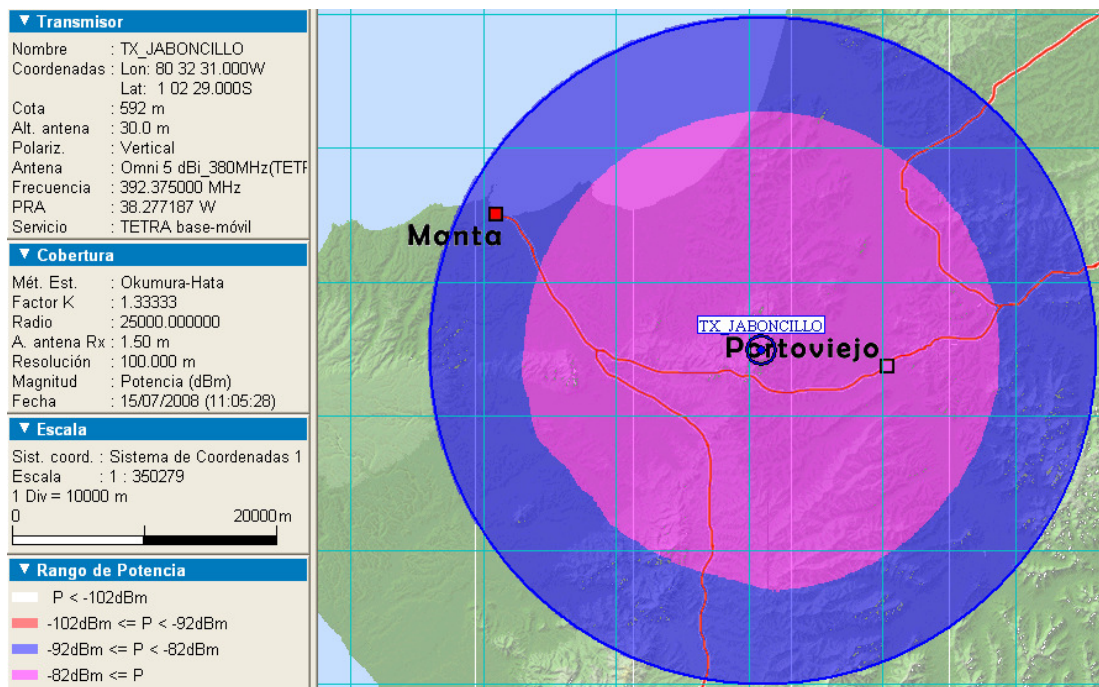 Transmisor
Nombre : TX_JABONCILLO
Coordenadas : Lon: 80 32 31.000W
Lat: 1 02 29.000S
Cota : 592 m
Alt. antena : 30.0 m
Polariz. : Vertical
Antena : Omni 5 dBi_380MHz(TETF
Frecuencia : 392.375000 MHz
PRA : 38.277187 W
Servicio : TETRA base-móvil
Cobertura
Mét. Est. : Okumura-Hata
Factor K : 1.33333
Radio : 25000.000000
A. antena Rx : 1.50 m
Resolución : 100.000 m
Magnitud : Potencia (dBm)
Fecha : 15/07/2008 (11:05:28)
Escala
Sist. coord. : Sistema de Coordenadas 1
Escala : 1 : 350279
1 Div = 10000 m
0 20000 m
Rango de Potencia
P < -102dBm
-102dBm <= P < -92dBm
-92dBm <= P < -82dBm
-82dBm <= P
Manta
TX_JABONCILLO
Portoviejo